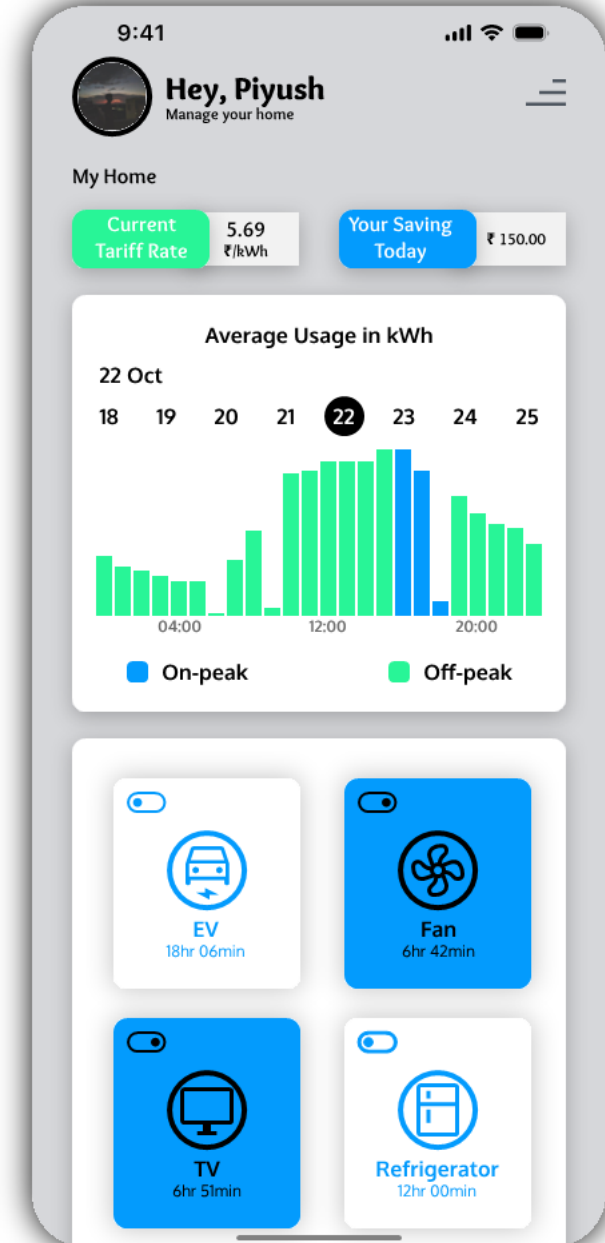 9:41
Hey, Piyush
Manage your home
My Home
Current
Tariff Rate
5.69
₹/kWh
Your Saving
Today
₹ 150.00
Average Usage in kWh
22 Oct
18 19 20 21 22 23 24 25
04:00 12:00 20:00
On-peak Off-peak
EV
18hr 06min
Fan
6hr 42min
TV
6hr 51min
Refrigerator
12hr 00min